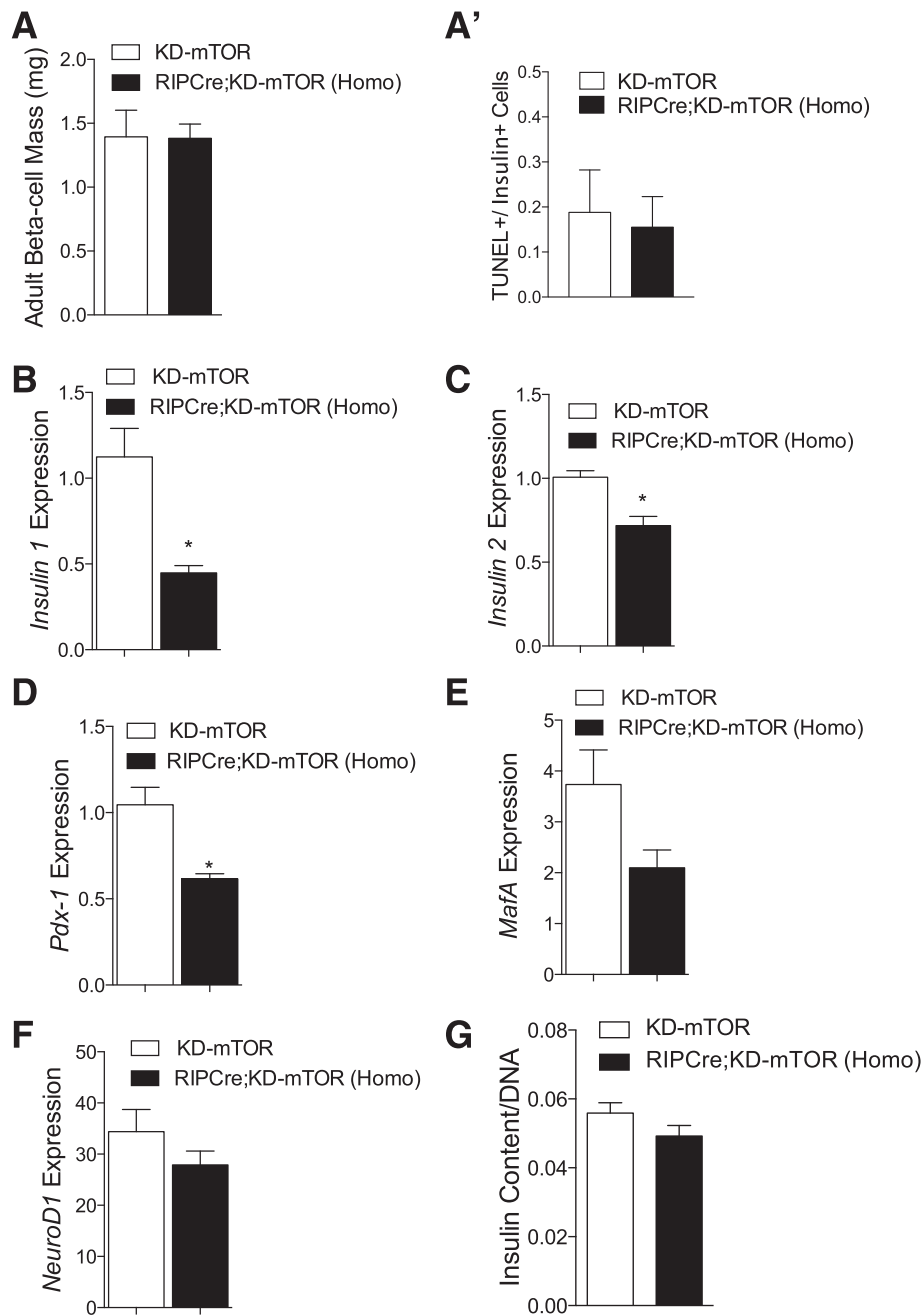 A
KD-mTOR
RIPCre;KD-mTOR (Homo)
Adult Beta-cell Mass (mg)
2.0
1.5
1.0
0.5
0.0
A'
KD-mTOR
RIPCre;KD-mTOR (Homo)
TUNEL+/ Insulin+ Cells
0.5
0.4
0.3
0.2
0.1
0.0
B
KD-mTOR
RIPCre;KD-mTOR (Homo)
Insulin 1 Expression
1.5
1.0
0.5
0.0
*
C
KD-mTOR
RIPCre;KD-mTOR (Homo)
Insulin 2 Expression
1.5
1.0
0.5
0.0
*
D
KD-mTOR
RIPCre;KD-mTOR (Homo)
Pdx-1 Expression
1.5
1.0
0.5
0.0
*
E
KD-mTOR
RIPCre;KD-mTOR (Homo)
MafA Expression
5
4
3
2
1
0
F
KD-mTOR
RIPCre;KD-mTOR (Homo)
NeuroD1 Expression
50
40
30
20
10
0
G
KD-mTOR
RIPCre;KD-mTOR (Homo)
Insulin Content/DNA
0.08
0.06
0.04
0.02
0.00